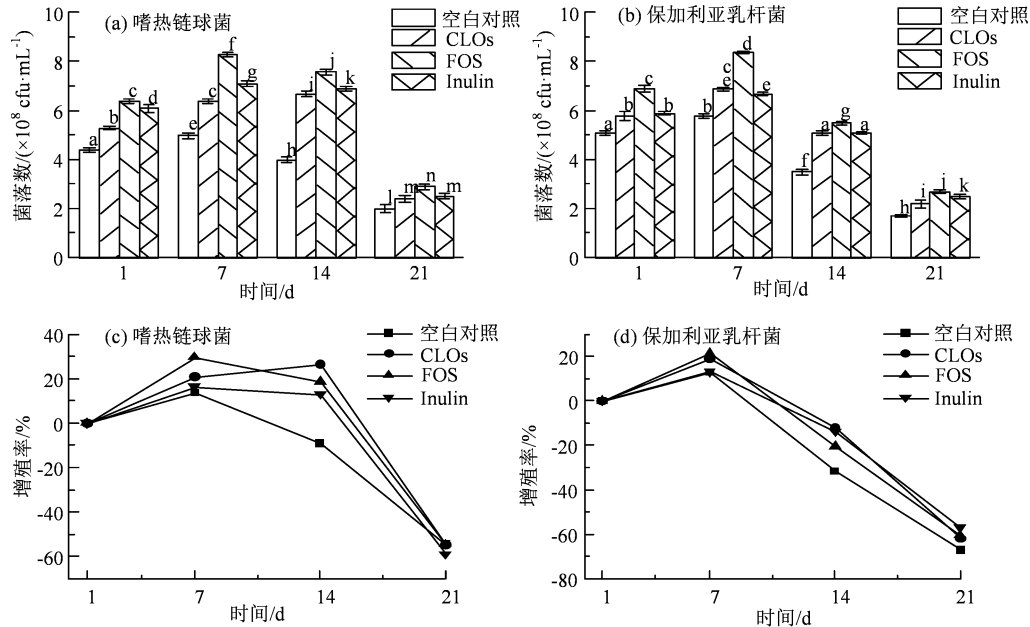 (a) 嗜热链球菌
空白对照
CLOs
FOS
Inulin
菌落数/(×10⁸ cfu·mL⁻¹)
10
8
6
4
2
0
a b c d
e c f g
h i j k
l m n m
1 7 14 21
时间/d
(b) 保加利亚乳杆菌
空白对照
CLOs
FOS
Inulin
菌落数/(×10⁸ cfu·mL⁻¹)
10
8
6
4
2
0
a b c b
b c e d e
f a g a
h i j k
1 7 14 21
时间/d
(c) 嗜热链球菌
空白对照
CLOs
FOS
Inulin
增殖率/%
40
20
0
-20
-40
-60
1 7 14 21
时间/d
(d) 保加利亚乳杆菌
空白对照
CLOs
FOS
Inulin
增殖率/%
20
0
-20
-40
-60
-80
1 7 14 21
时间/d